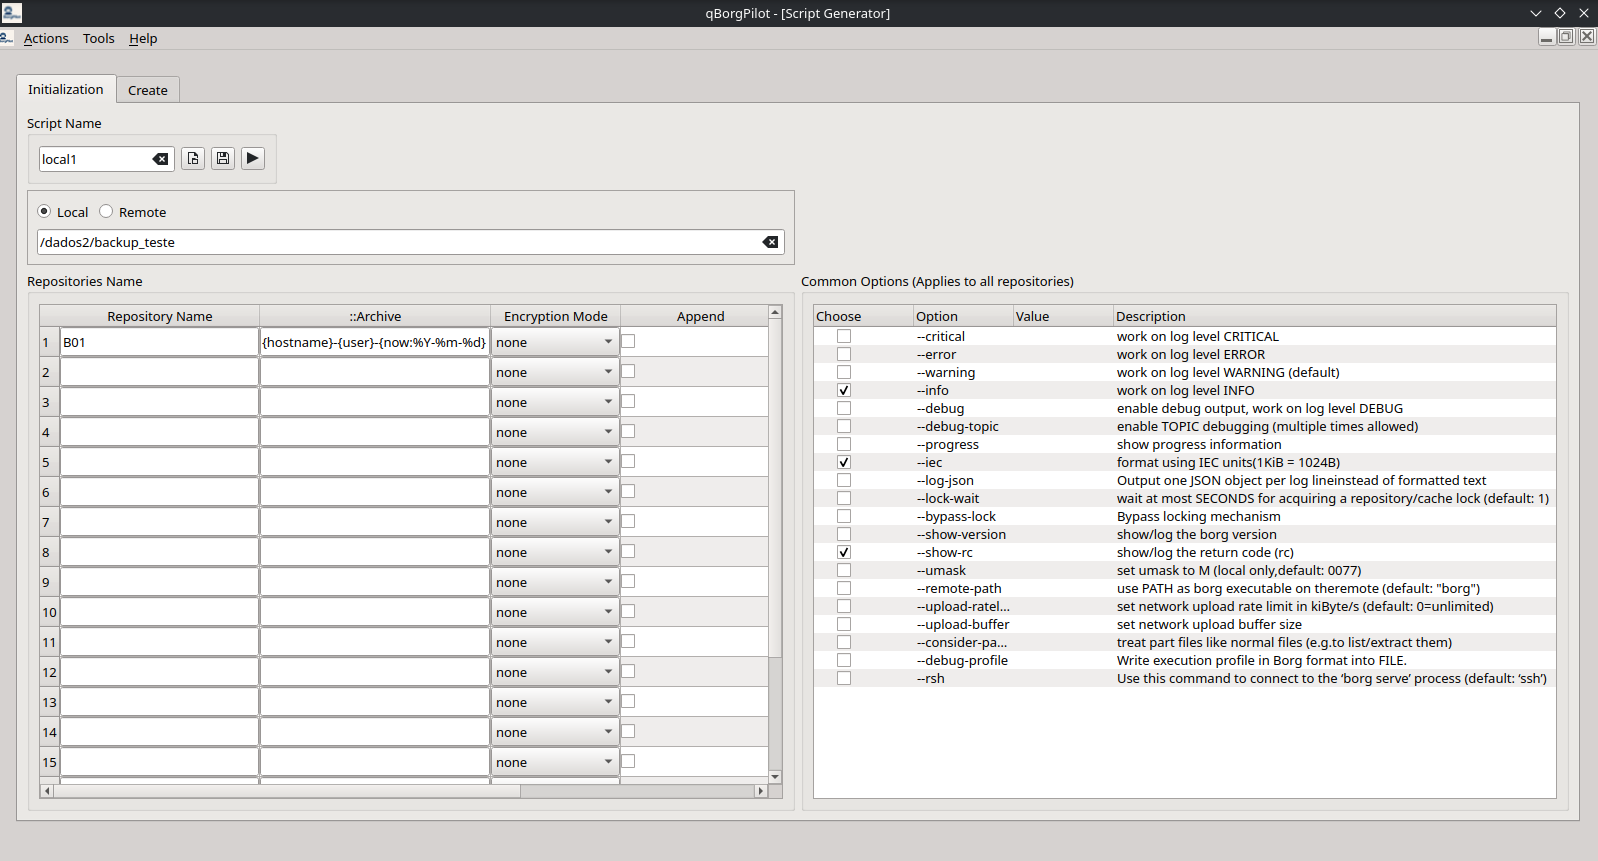 qBorgPilot - [Script Generator]
Actions Tools Help
Initialization Create
Script Name
local1
Local Remote
/dados2/backup_teste
Repositories Name
Common Options (Applies to all repositories)
Repository Name ::Archive Encryption Mode Append
1 B01 {hostname}-{user}-{now:%Y-%m-%d} none
2 none
3 none
4 none
5 none
6 none
7 none
8 none
9 none
10 none
11 none
12 none
13 none
14 none
15 none
Choose Option Value Description
--critical work on log level CRITICAL
--error work on log level ERROR
--warning work on log level WARNING (default)
--info work on log level INFO
--debug enable debug output, work on log level DEBUG
--debug-topic enable TOPIC debugging (multiple times allowed)
--progress show progress information
--iec format using IEC units(1KiB = 1024B)
--log-json Output one JSON object per log lineinstead of formatted text
--lock-wait wait at most SECONDS for acquiring a repository/cache lock (default: 1)
--bypass-lock Bypass locking mechanism
--show-version show/log the borg version
--show-rc show/log the return code (rc)
--umask set umask to M (local only,default: 0077)
--remote-path use PATH as borg executable on theremote (default: "borg")
--upload-ratel... set network upload rate limit in kiByte/s (default: 0=unlimited)
--upload-buffer set network upload buffer size
--consider-pa... treat part files like normal files (e.g.to list/extract them)
--debug-profile Write execution profile in Borg format into FILE.
--rsh Use this command to connect to the ‘borg serve’ process (default: ‘ssh’)